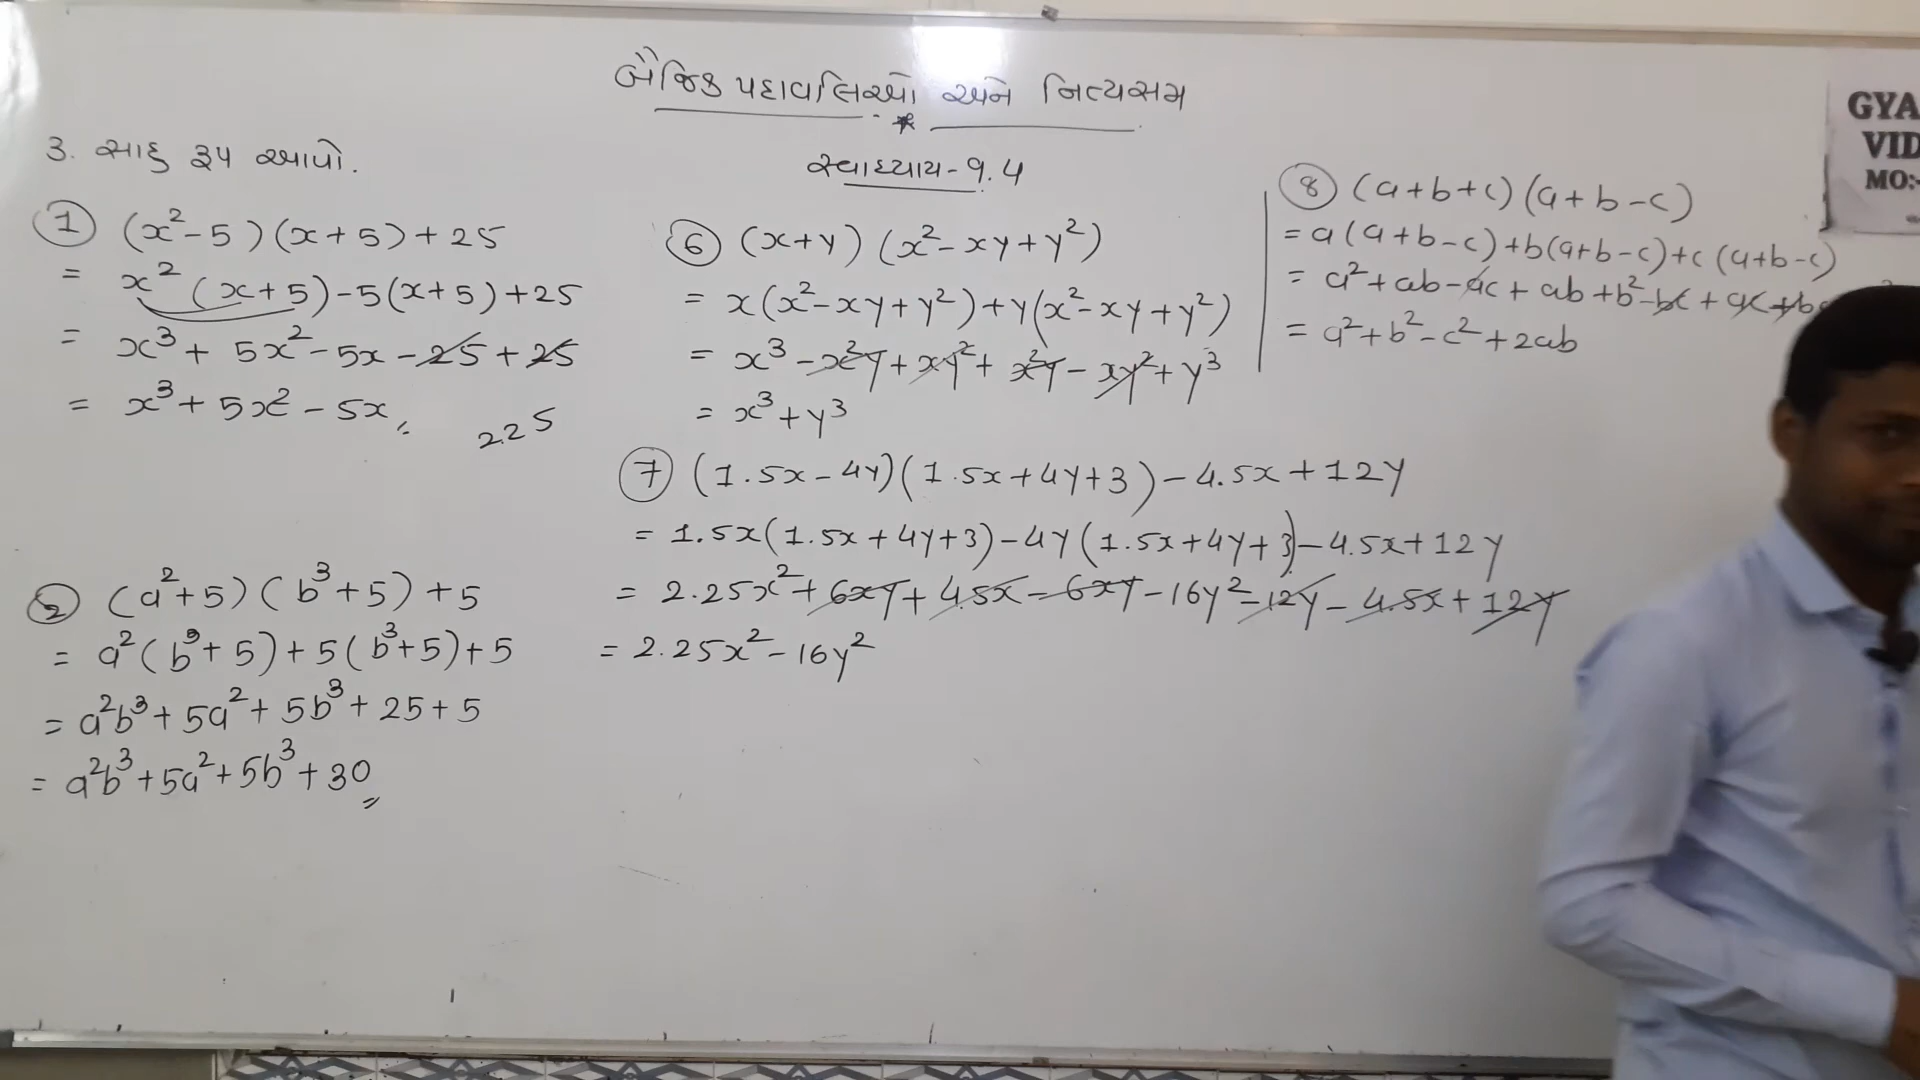 બૈજિક પદાવલિઓ અને નિત્યસમ
સ્વાધ્યાય - 9.4
3. સાદુ રૂપ આપો.
① (x²-5)(x+5)+25
= x²(x+5)-5(x+5)+25
= x³+5x²-5x-25+25
= x³+5x²-5x
225
② (a²+5)(b³+5)+5
= a²(b³+5)+5(b³+5)+5
= a²b³+5a²+5b³+25+5
= a²b³+5a²+5b³+30
⑥ (x+y)(x²-xy+y²)
= x(x²-xy+y²)+y(x²-xy+y²)
= x³-x²y+xy²+x²y-xy²+y³
= x³+y³
⑦ (1.5x-4y)(1.5x+4y+3)-4.5x+12y
= 1.5x(1.5x+4y+3)-4y(1.5x+4y+3)-4.5x+12y
= 2.25x²+6xy+4.5x-6xy-16y²-12y-4.5x+12y
= 2.25x²-16y²
⑧ (a+b+c)(a+b-c)
= a(a+b-c)+b(a+b-c)+c(a+b-c)
= a²+ab-ac+ab+b²-bc+ac+b
= a²+b²-c²+2ab
GYA
VID
MO:-